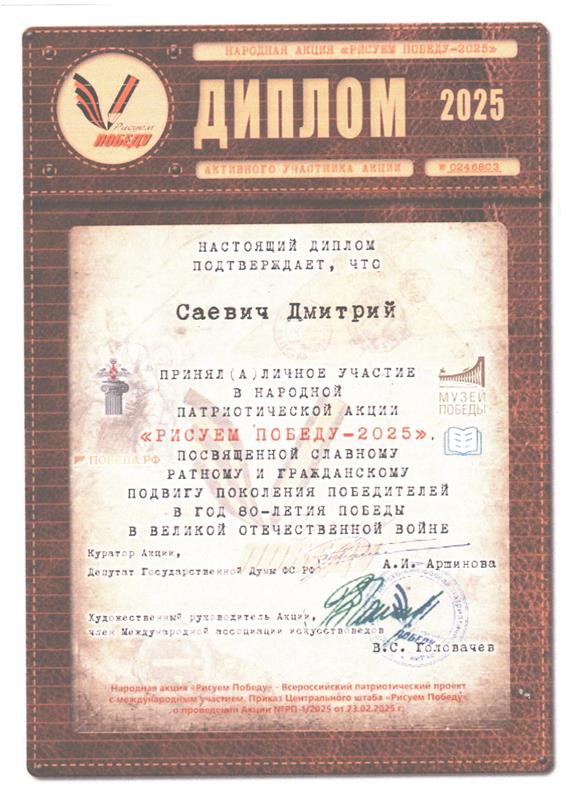 НАРОДНАЯ АКЦИЯ «РИСУЕМ ПОБЕДУ-2025»
Рисуем
ПОБЕДУ
ДИПЛОМ 2025
АКТИВНОГО УЧАСТНИКА АКЦИИ
№ 0246803
НАСТОЯЩИЙ ДИПЛОМ
ПОДТВЕРЖДАЕТ, ЧТО
Саевич Дмитрий
ПРИНЯЛ(А)ЛИЧНОЕ УЧАСТИЕ
В НАРОДНОЙ
ПАТРИОТИЧЕСКОЙ АКЦИИ
«РИСУЕМ ПОБЕДУ-2025»,
ПОСВЯЩЕННОЙ СЛАВНОМУ
РАТНОМУ И ГРАЖДАНСКОМУ
ПОДВИГУ ПОКОЛЕНИЯ ПОБЕДИТЕЛЕЙ
В ГОД 80-ЛЕТИЯ ПОБЕДЫ
В ВЕЛИКОЙ ОТЕЧЕСТВЕННОЙ ВОЙНЕ
МУЗЕЙ
ПОБЕДЫ
ПОБЕДА.РФ
Куратор Акции,
Депутат Государственной Думы ФС РФ
А.И. Аршинова
Художественный руководитель Акции,
член Международной ассоциации искусствоведов
ПОБЕДУ
В.С. Головачев
Народная акция «Рисуем Победу» - Всероссийский патриотический проект
с международным участием. Приказ Центрального штаба «Рисуем Победу»
о проведении Акции №РП-1/2025 от 23.02.2025 г.